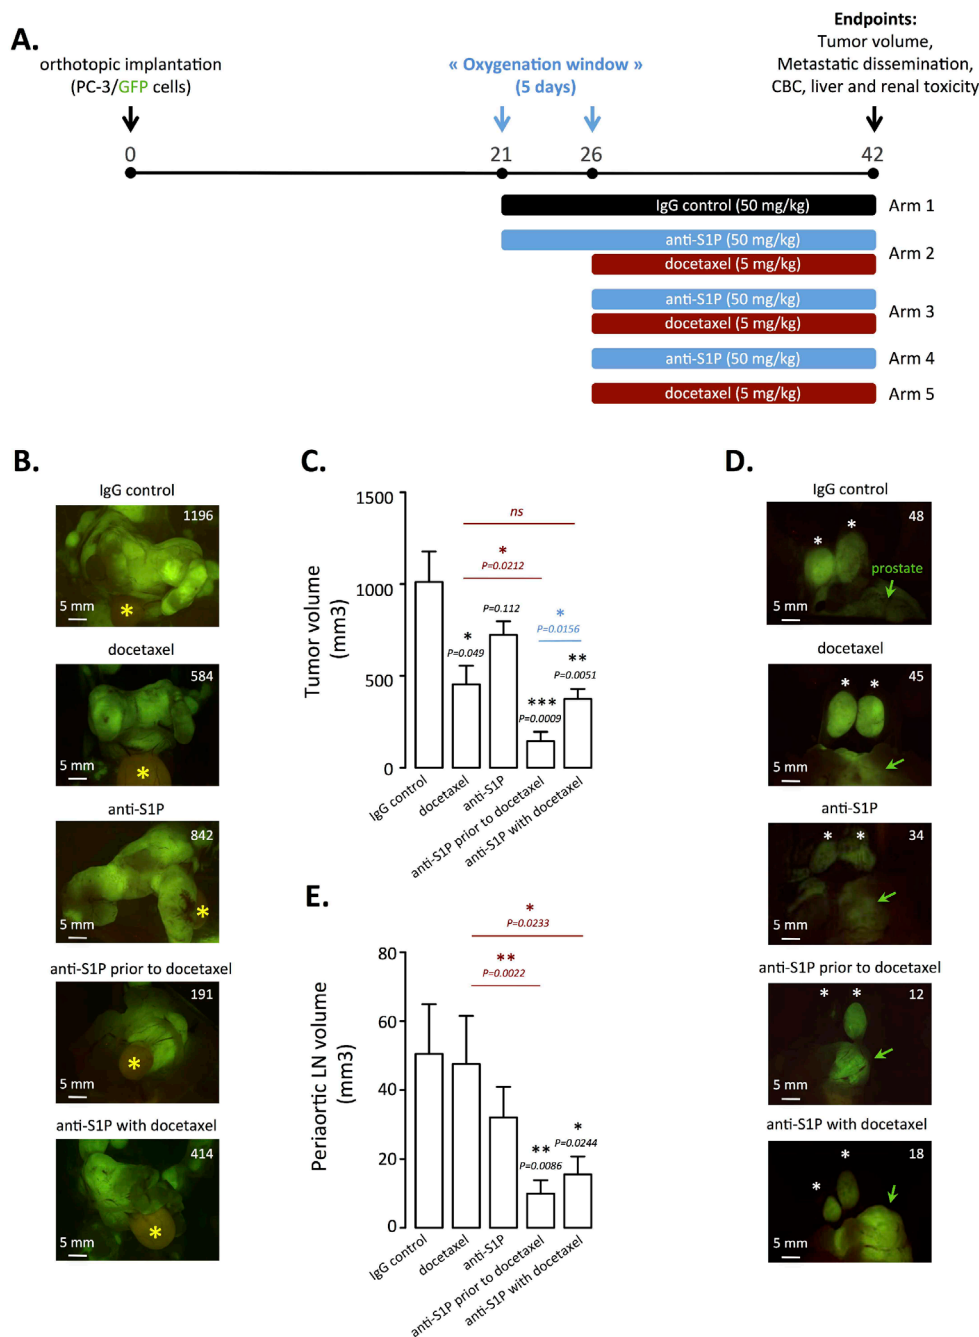 A.
orthotopic implantation
(PC-3/GFP cells)
« Oxygenation window »
(5 days)
Endpoints:
Tumor volume,
Metastatic dissemination,
CBC, liver and renal toxicity
0
21
26
42
IgG control (50 mg/kg)
Arm 1
anti-S1P (50 mg/kg)
docetaxel (5 mg/kg)
Arm 2
anti-S1P (50 mg/kg)
docetaxel (5 mg/kg)
Arm 3
anti-S1P (50 mg/kg)
Arm 4
docetaxel (5 mg/kg)
Arm 5
B.
IgG control
1196
5 mm
*
docetaxel
584
5 mm
*
anti-S1P
842
5 mm
*
anti-S1P prior to docetaxel
191
5 mm
*
anti-S1P with docetaxel
414
5 mm
*
C.
Tumor volume
(mm3)
1500
1000
500
0
ns
*
P=0.0212
*
P=0.0156
*
P=0.049
P=0.112
***
P=0.0009
**
P=0.0051
IgG control
docetaxel
anti-S1P
anti-S1P prior to docetaxel
anti-S1P with docetaxel
D.
IgG control
48
* *
prostate
5 mm
docetaxel
45
* *
5 mm
anti-S1P
34
* *
5 mm
anti-S1P prior to docetaxel
12
* *
5 mm
anti-S1P with docetaxel
18
*
*
5 mm
E.
Periaortic LN volume
(mm3)
80
60
40
20
0
*
P=0.0233
**
P=0.0022
**
P=0.0086
*
P=0.0244
IgG control
docetaxel
anti-S1P
anti-S1P prior to docetaxel
anti-S1P with docetaxel